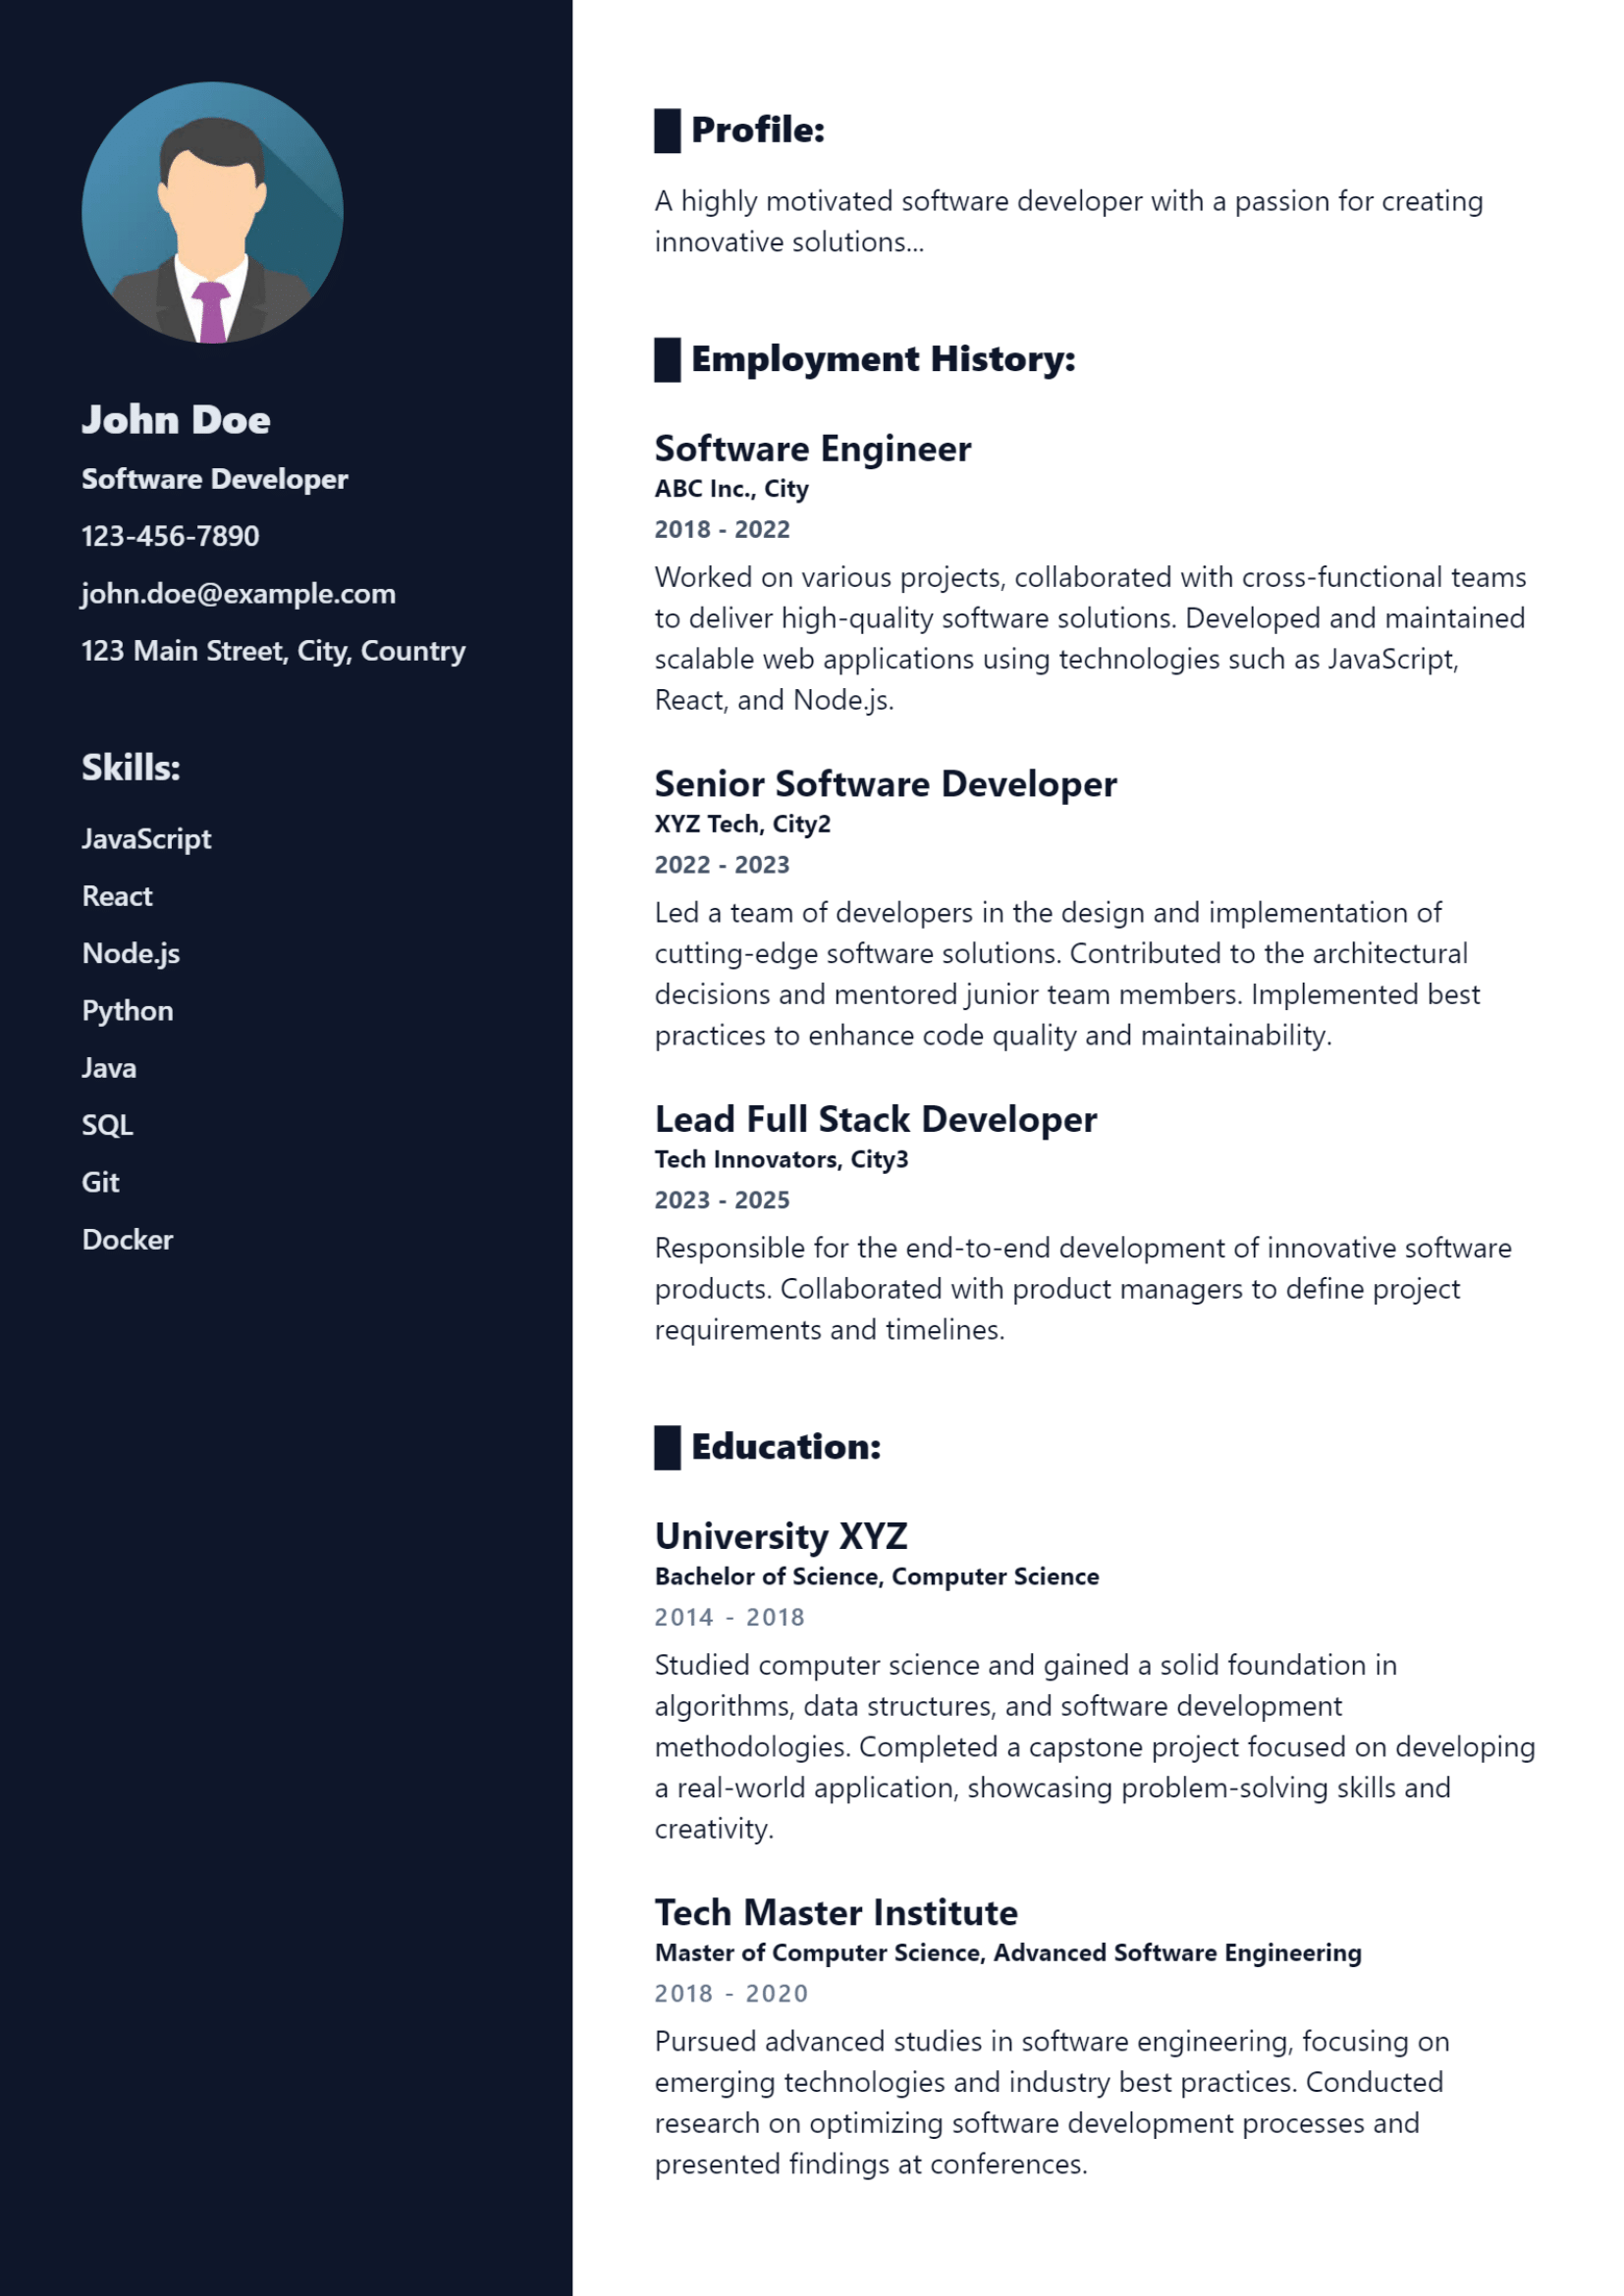 John Doe
Software Developer
123-456-7890
john.doe@example.com
123 Main Street, City, Country
Skills:
JavaScript
React
Node.js
Python
Java
SQL
Git
Docker
Profile:
A highly motivated software developer with a passion for creating
innovative solutions...
Employment History:
Software Engineer
ABC Inc., City
2018 - 2022
Worked on various projects, collaborated with cross-functional teams
to deliver high-quality software solutions. Developed and maintained
scalable web applications using technologies such as JavaScript,
React, and Node.js.
Senior Software Developer
XYZ Tech, City2
2022 - 2023
Led a team of developers in the design and implementation of
cutting-edge software solutions. Contributed to the architectural
decisions and mentored junior team members. Implemented best
practices to enhance code quality and maintainability.
Lead Full Stack Developer
Tech Innovators, City3
2023 - 2025
Responsible for the end-to-end development of innovative software
products. Collaborated with product managers to define project
requirements and timelines.
Education:
University XYZ
Bachelor of Science, Computer Science
2014 - 2018
Studied computer science and gained a solid foundation in
algorithms, data structures, and software development
methodologies. Completed a capstone project focused on developing
a real-world application, showcasing problem-solving skills and
creativity.
Tech Master Institute
Master of Computer Science, Advanced Software Engineering
2018 - 2020
Pursued advanced studies in software engineering, focusing on
emerging technologies and industry best practices. Conducted
research on optimizing software development processes and
presented findings at conferences.